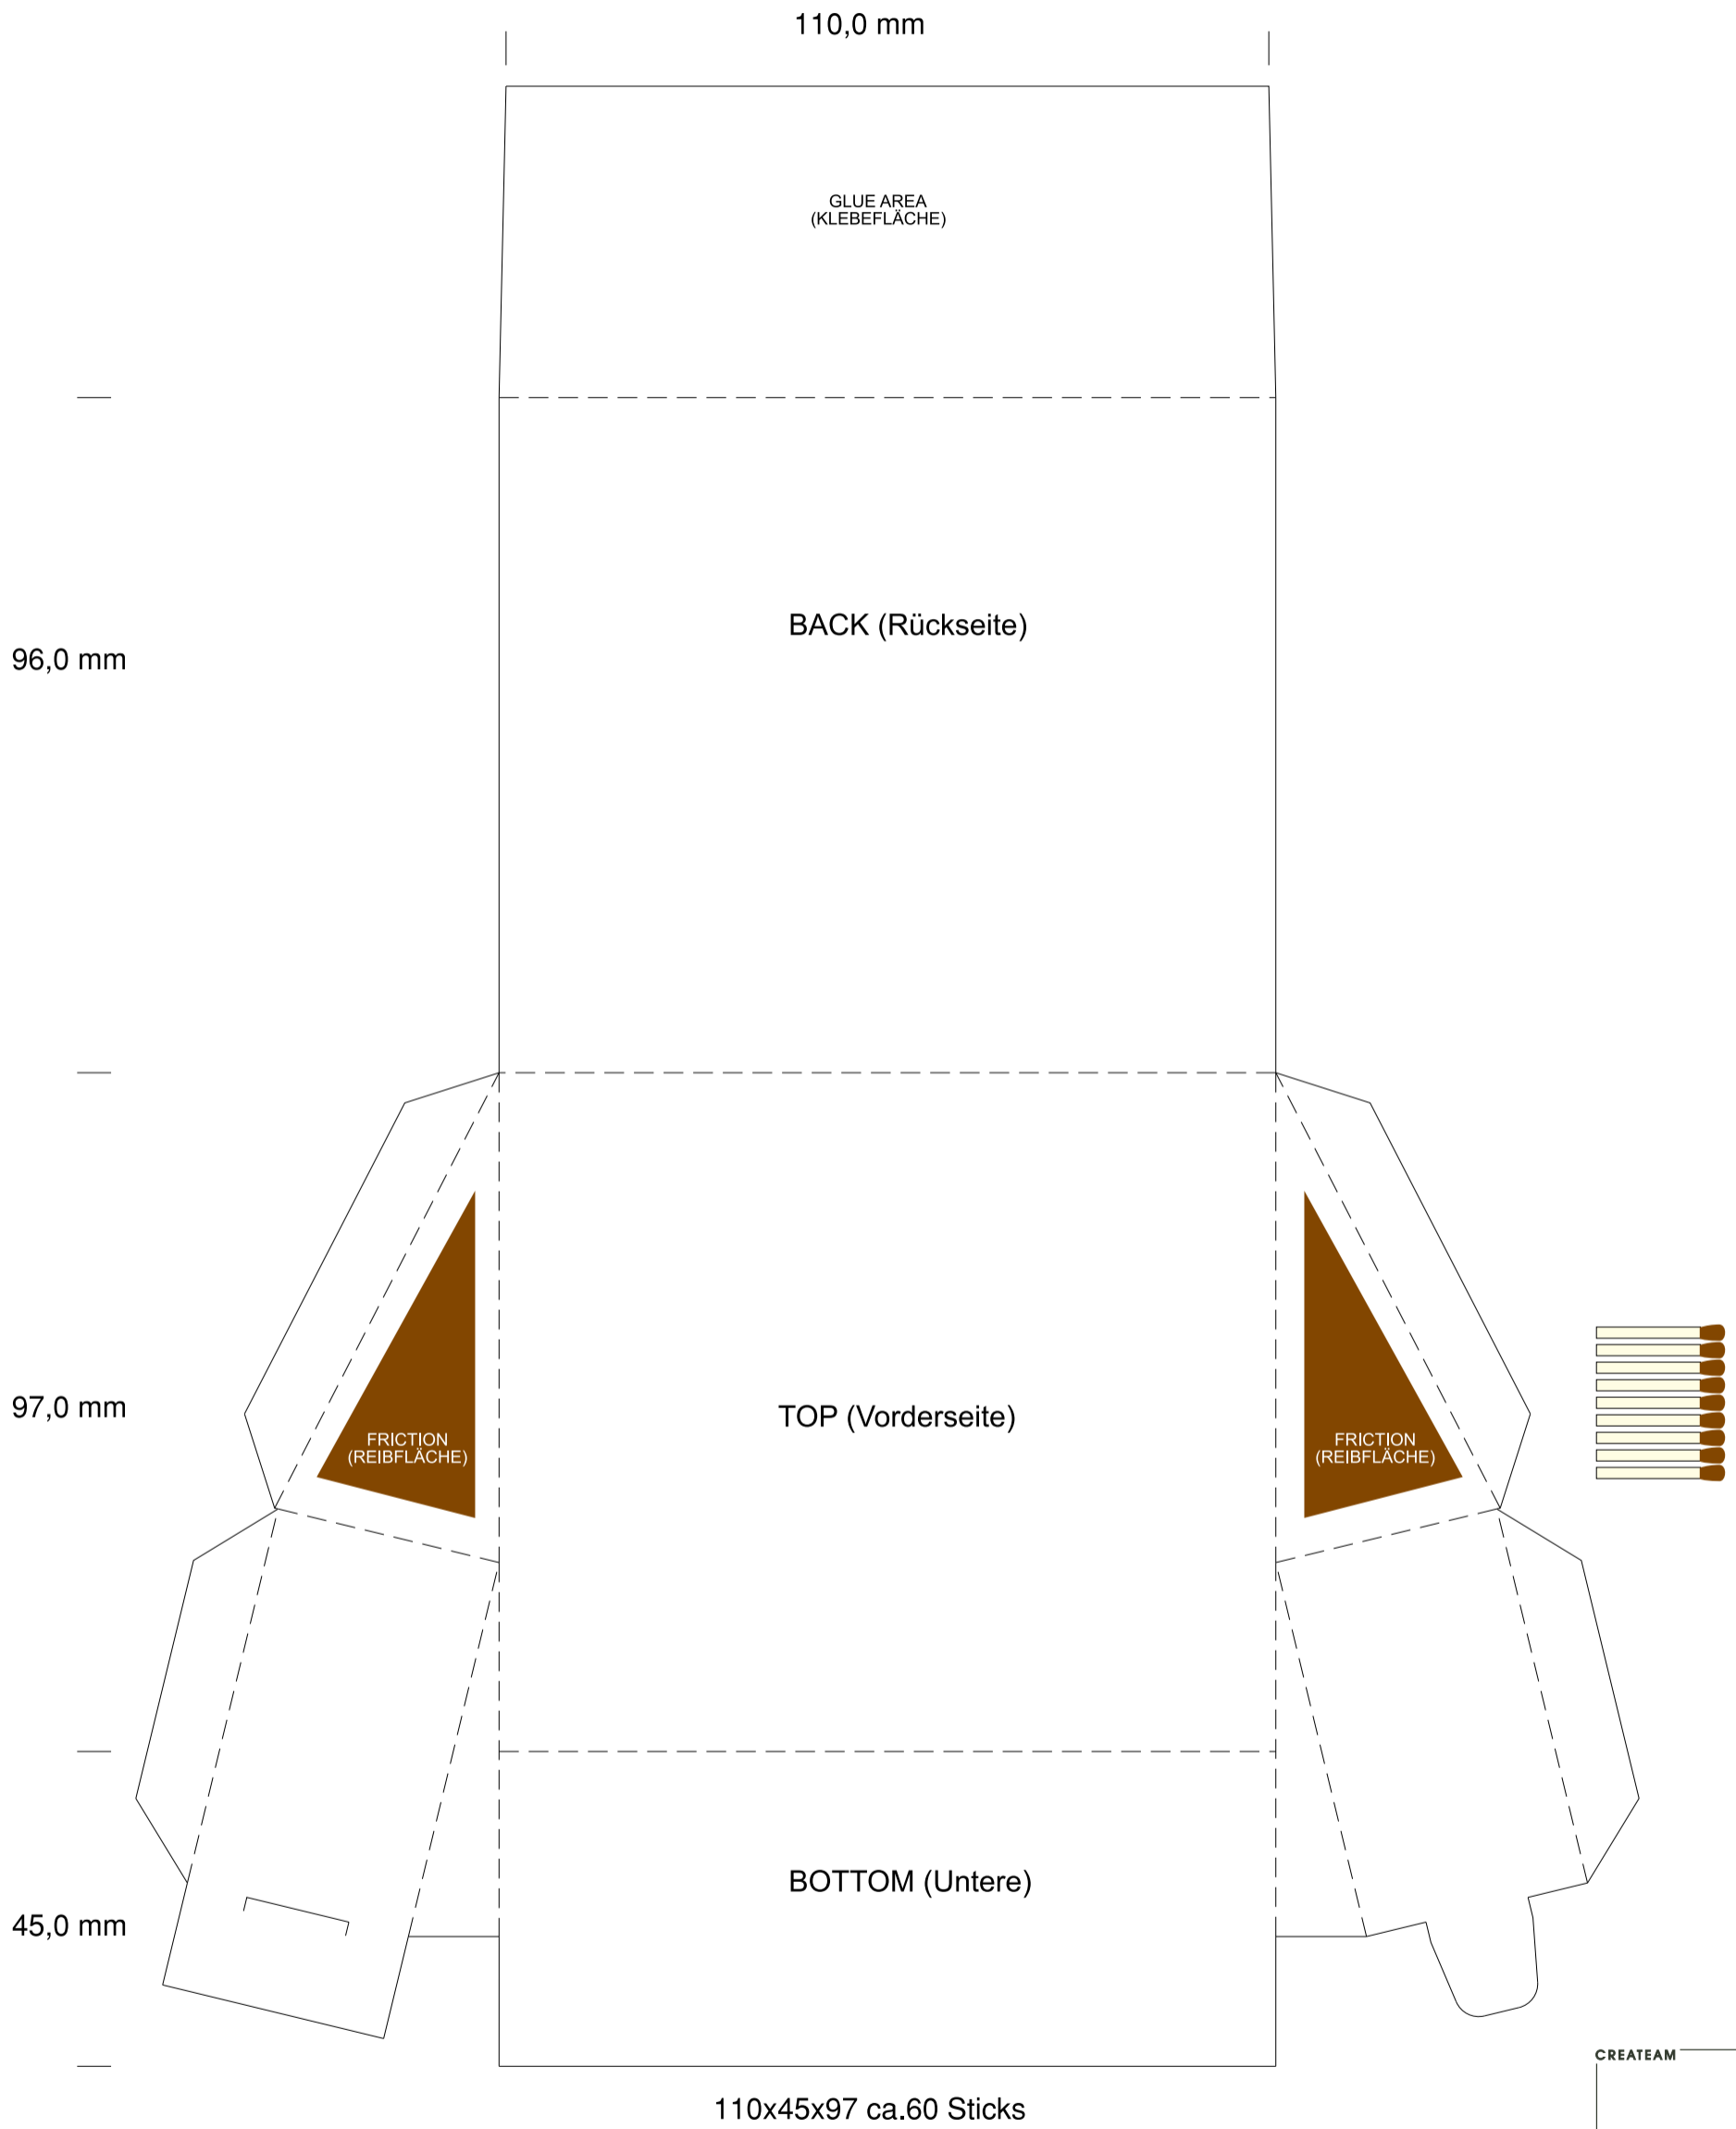 110,0 mm
GLUE AREA
(KLEBEFLÄCHE)
BACK (Rückseite)
96,0 mm
97,0 mm
TOP (Vorderseite)
FRICTION
(REIBFLÄCHE)
FRICTION
(REIBFLÄCHE)
BOTTOM (Untere)
45,0 mm
CREATEAM
110x45x97 ca.60 Sticks